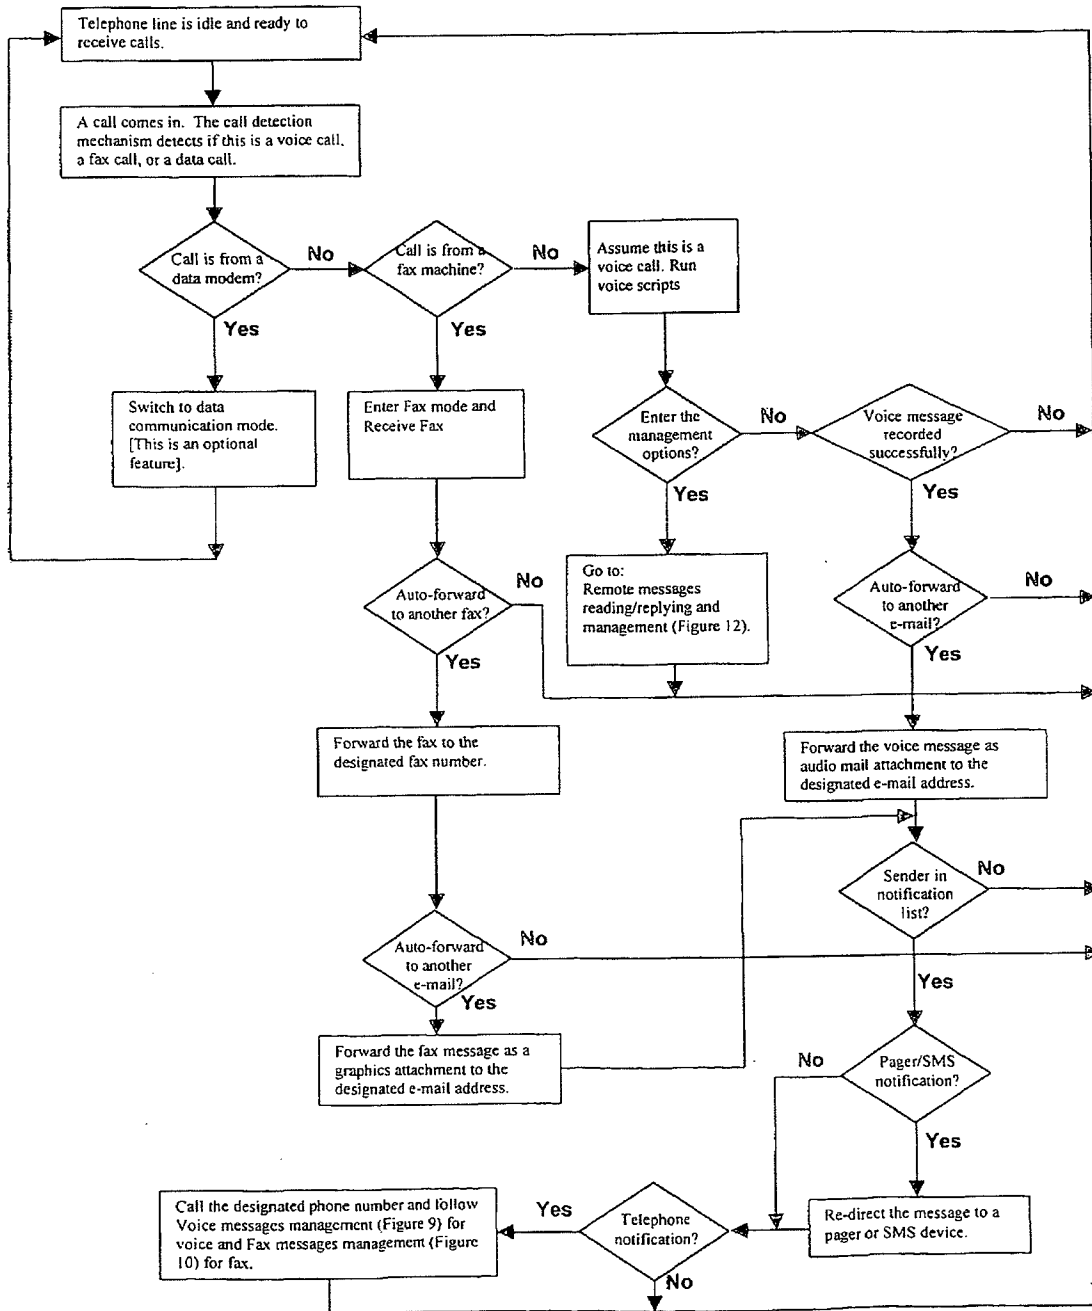 Telephone line is idle and ready to
receive calls.
A call comes in. The call detection
mechanism detects if this is a voice call,
a fax call, or a data call.
Call is from a
data modem?
No
Yes
Call is from a
fax machine?
No
Yes
Assume this is a
voice call. Run
voice scripts
Switch to data
communication mode.
[This is an optional
feature].
Enter Fax mode and
Receive Fax
Enter the
management
options?
No
Yes
Voice message
recorded
successfully?
No
Yes
Auto-forward
to another fax?
No
Yes
Go to:
Remote messages
reading/replying and
management (Figure 12).
Auto-forward
to another
e-mail?
No
Yes
Forward the fax to the
designated fax number.
Forward the voice message as
audio mail attachment to the
designated e-mail address.
Sender in
notification
list?
No
Yes
Auto-forward
to another
e-mail?
No
Yes
Forward the fax message as a
graphics attachment to the
designated e-mail address.
Pager/SMS
notification?
No
Yes
Call the designated phone number and follow
Voice messages management (Figure 9) for
voice and Fax messages management (Figure
10) for fax.
Yes
Telephone
notification?
No
Re-direct the message to a
pager or SMS device.